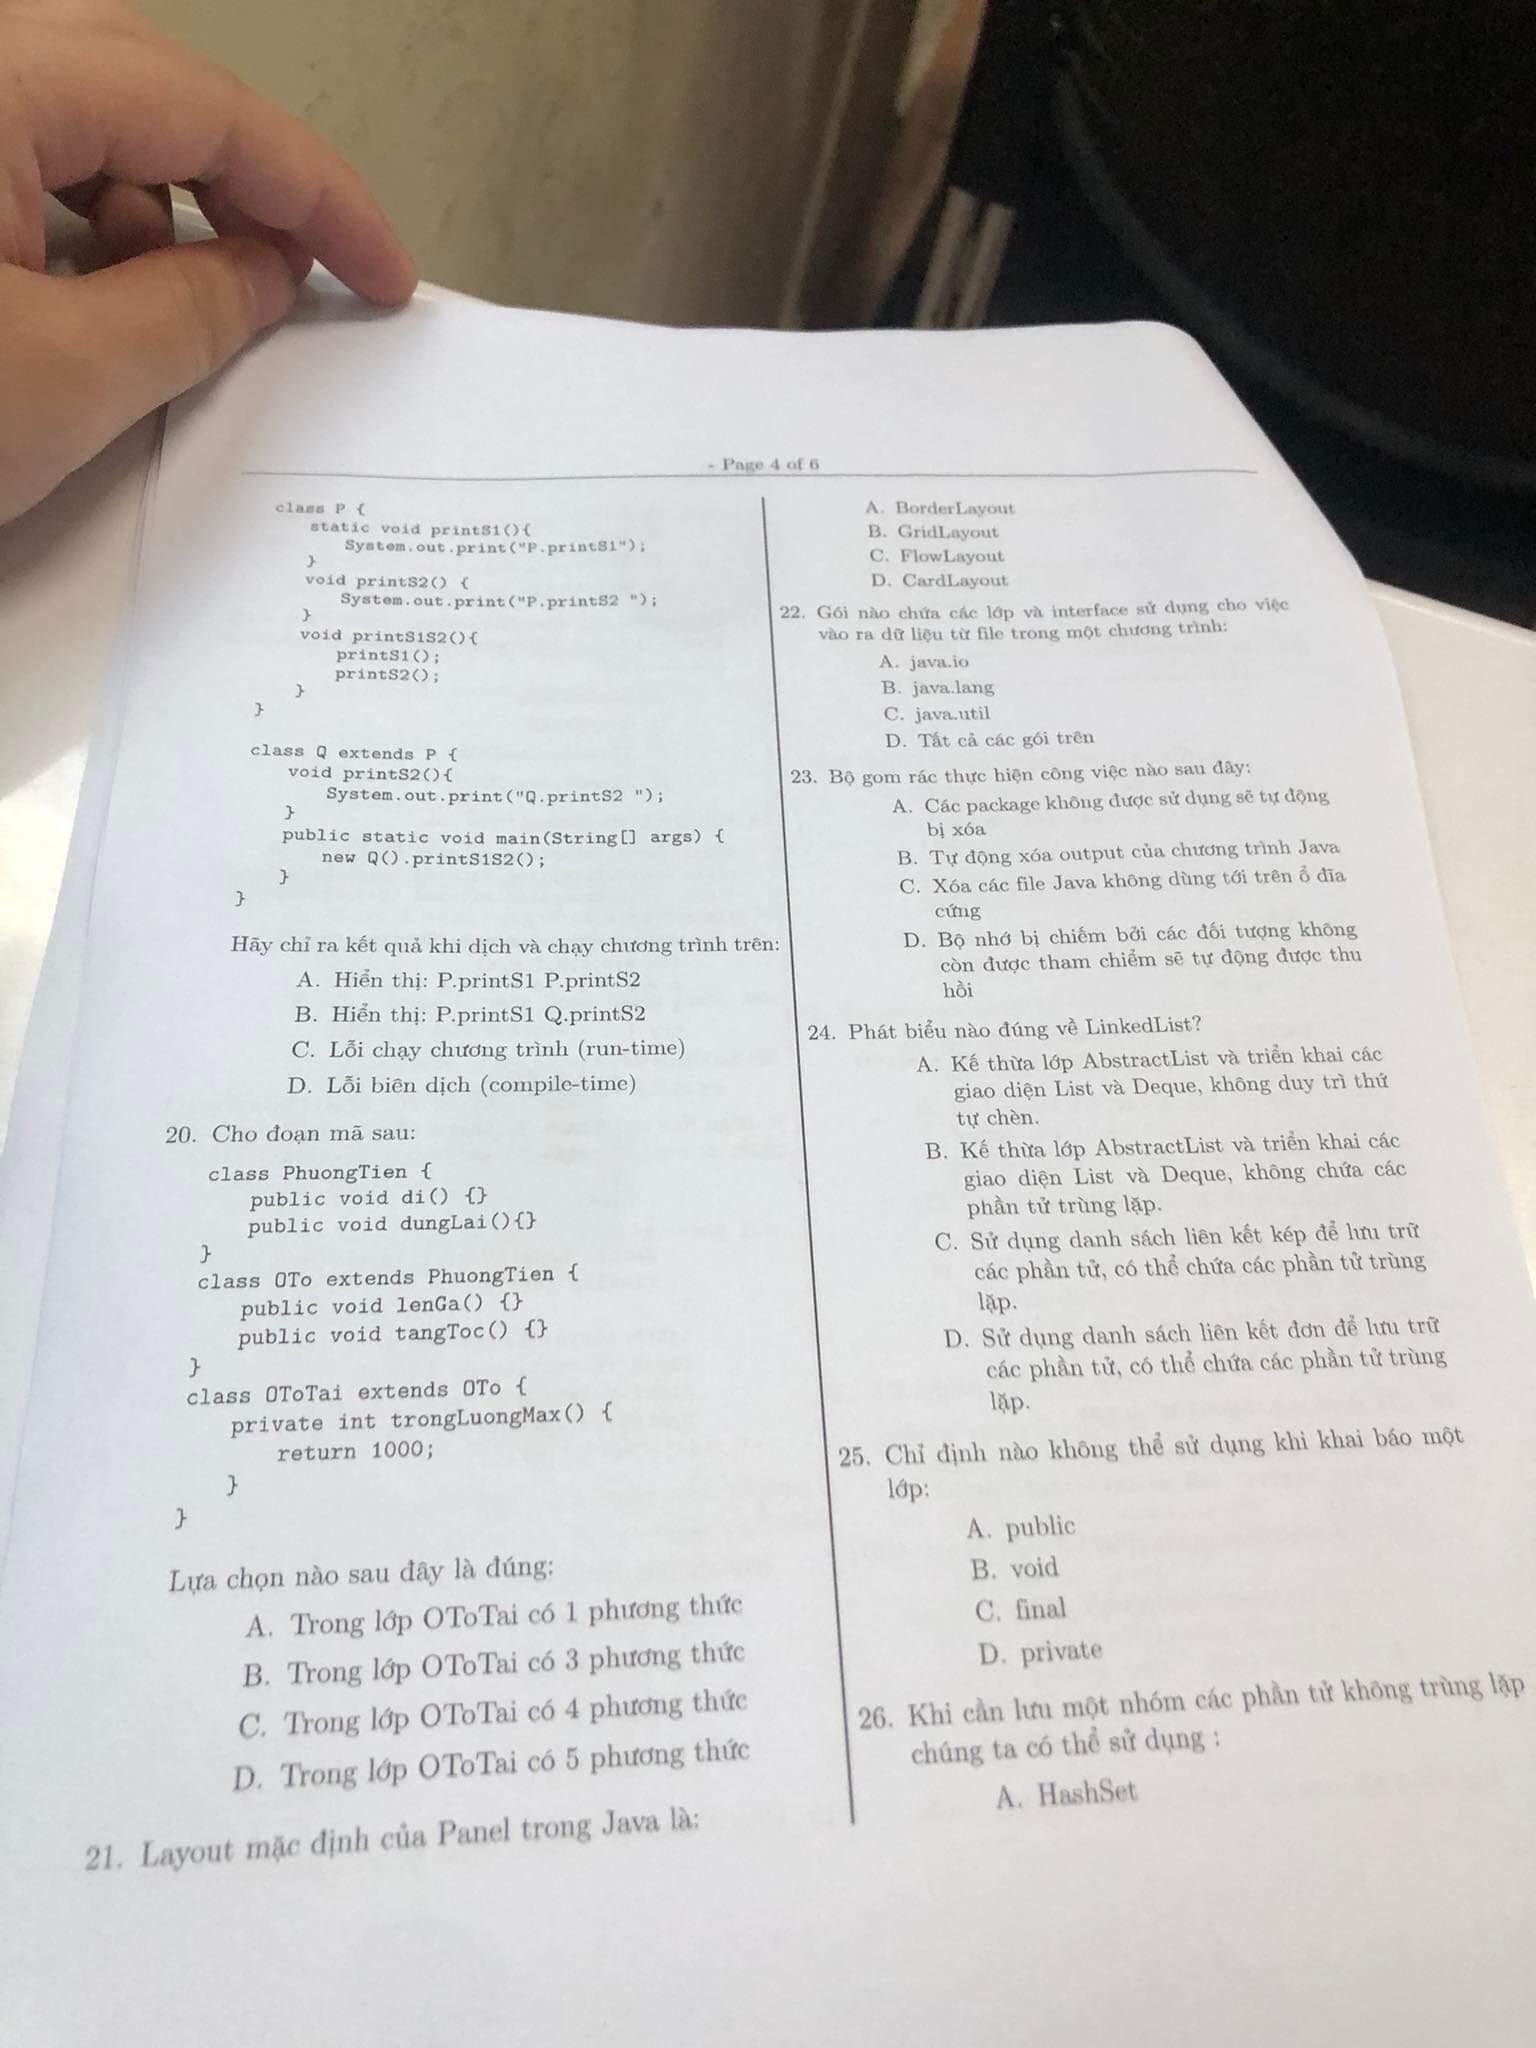 - Page 4 of 6
class P {
static void printS1(){
System.out.print("P.printS1");
}
void printS2() {
System.out.print("P.printS2 ");
}
void printS1S2(){
printS1();
printS2();
}
}
class Q extends P {
void printS2(){
System.out.print("Q.printS2 ");
}
public static void main(String[] args) {
new Q().printS1S2();
}
}
Hãy chỉ ra kết quả khi dịch và chạy chương trình trên:
A. Hiển thị: P.printS1 P.printS2
B. Hiển thị: P.printS1 Q.printS2
C. Lỗi chạy chương trình (run-time)
D. Lỗi biên dịch (compile-time)
20. Cho đoạn mã sau:
class PhuongTien {
public void di() {}
public void dungLai(){}
}
class OTo extends PhuongTien {
public void lenGa() {}
public void tangToc() {}
}
class OToTai extends OTo {
private int trongLuongMax() {
return 1000;
}
}
Lựa chọn nào sau đây là đúng:
A. Trong lớp OToTai có 1 phương thức
B. Trong lớp OToTai có 3 phương thức
C. Trong lớp OToTai có 4 phương thức
D. Trong lớp OToTai có 5 phương thức
21. Layout mặc định của Panel trong Java là:
A. BorderLayout
B. GridLayout
C. FlowLayout
D. CardLayout
22. Gói nào chứa các lớp và interface sử dụng cho việc
vào ra dữ liệu từ file trong một chương trình:
A. java.io
B. java.lang
C. java.util
D. Tất cả các gói trên
23. Bộ gom rác thực hiện công việc nào sau đây:
A. Các package không được sử dụng sẽ tự động
bị xóa
B. Tự động xóa output của chương trình Java
C. Xóa các file Java không dùng tới trên ổ đĩa
cứng
D. Bộ nhớ bị chiếm bởi các đối tượng không
còn được tham chiếm sẽ tự động được thu
hồi
24. Phát biểu nào đúng về LinkedList?
A. Kế thừa lớp AbstractList và triển khai các
giao diện List và Deque, không duy trì thứ
tự chèn.
B. Kế thừa lớp AbstractList và triển khai các
giao diện List và Deque, không chứa các
phần tử trùng lặp.
C. Sử dụng danh sách liên kết kép để lưu trữ
các phần tử, có thể chứa các phần tử trùng
lặp.
D. Sử dụng danh sách liên kết đơn để lưu trữ
các phần tử, có thể chứa các phần tử trùng
lặp.
25. Chỉ định nào không thể sử dụng khi khai báo một
lớp:
A. public
B. void
C. final
D. private
26. Khi cần lưu một nhóm các phần tử không trùng lặp
chúng ta có thể sử dụng :
A. HashSet